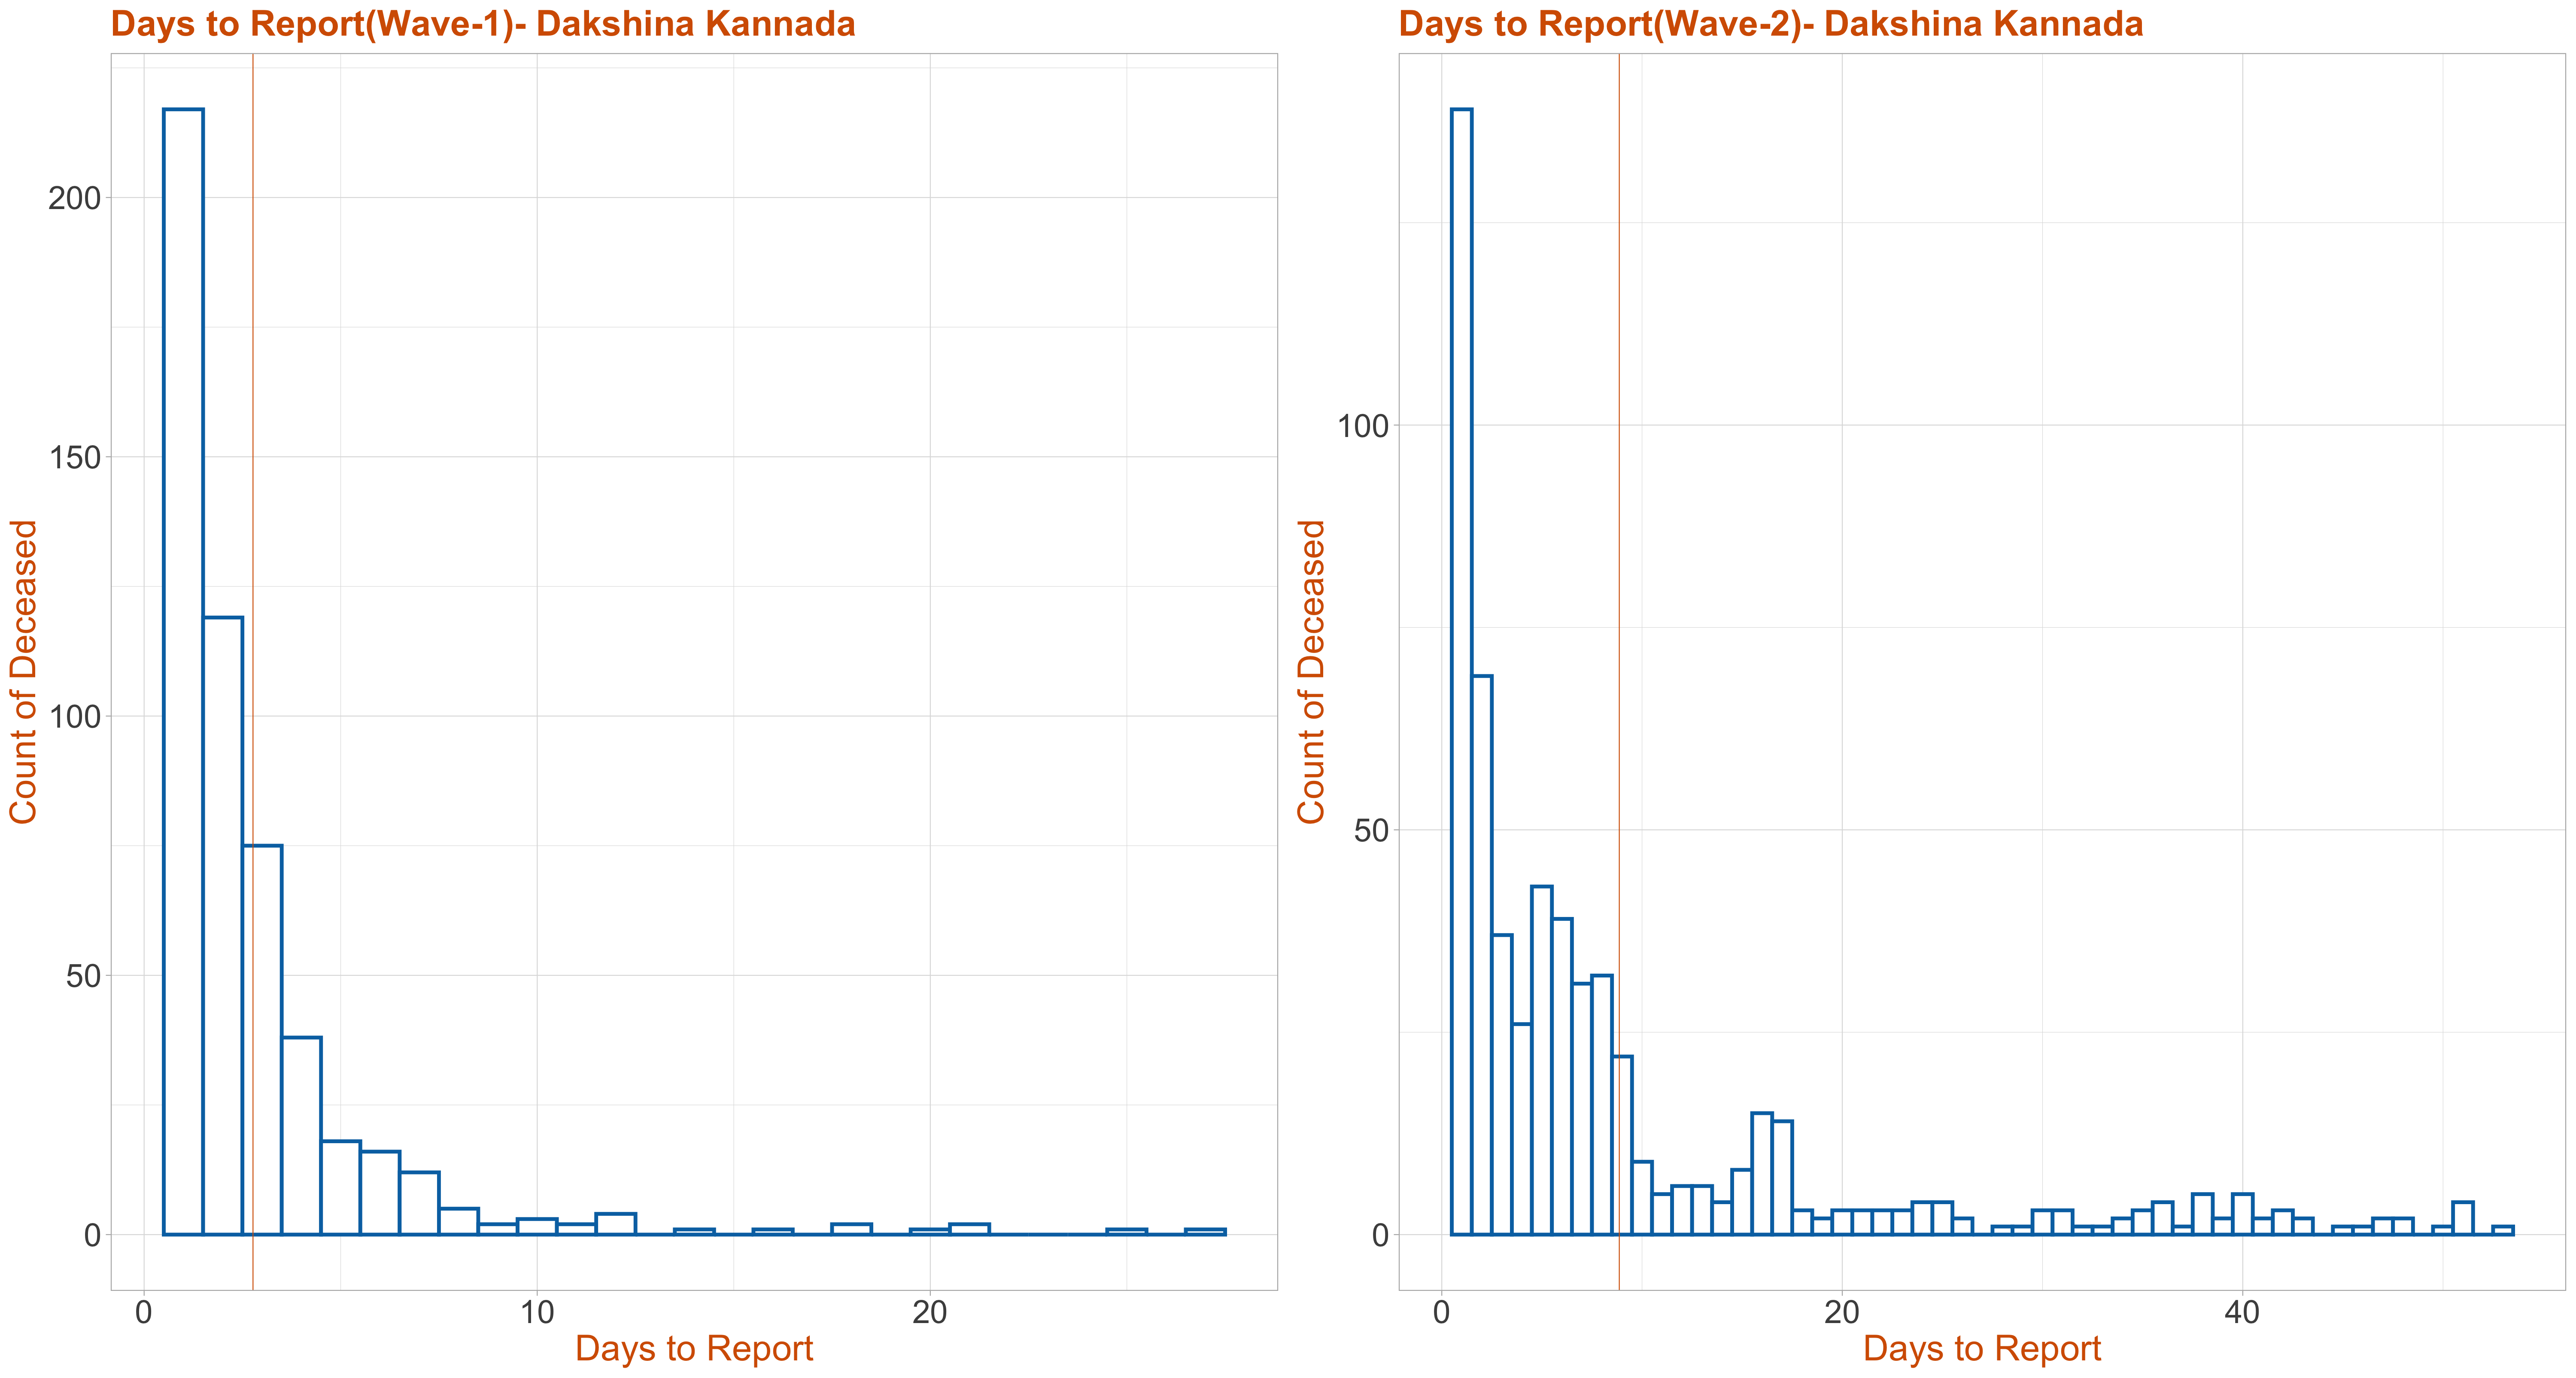 Days to Report(Wave-1)- Dakshina Kannada
Count of Deceased
200
150
100
50
0
0 10 20
Days to Report
Days to Report(Wave-2)- Dakshina Kannada
Count of Deceased
100
50
0
0 20 40
Days to Report